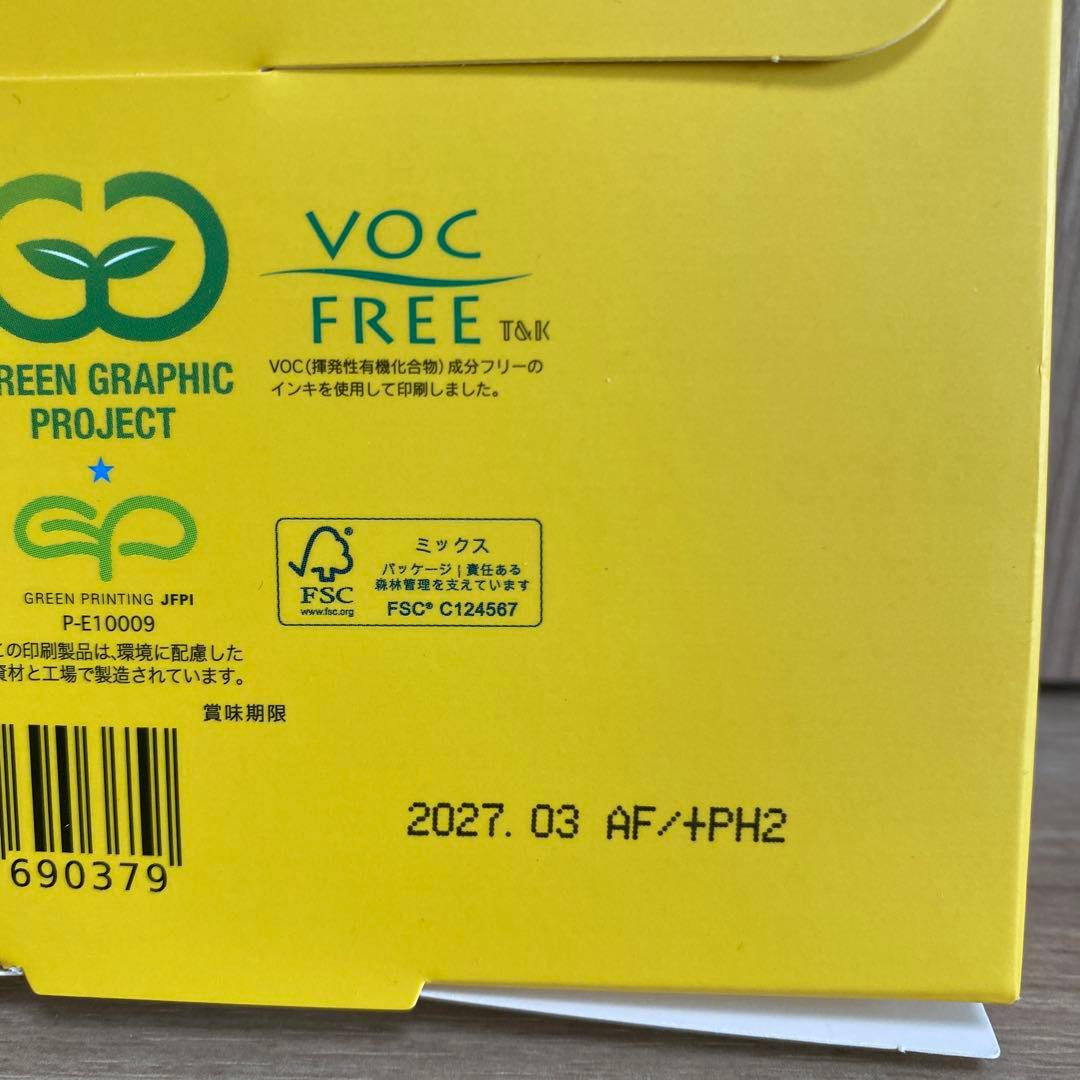 VOC
FREE T&K
VOC(揮発性有機化合物)成分フリーの
インキを使用して印刷しました。
REEN GRAPHIC
PROJECT
GREEN PRINTING JFPI
P-E10009
この印刷製品は、環境に配慮した
資材と工場で製造されています。
FSC
www.fsc.org
ミックス
パッケージ | 責任ある
森林管理を支えています
FSC® C124567
賞味期限
690379
2027. 03 AF/+PH2